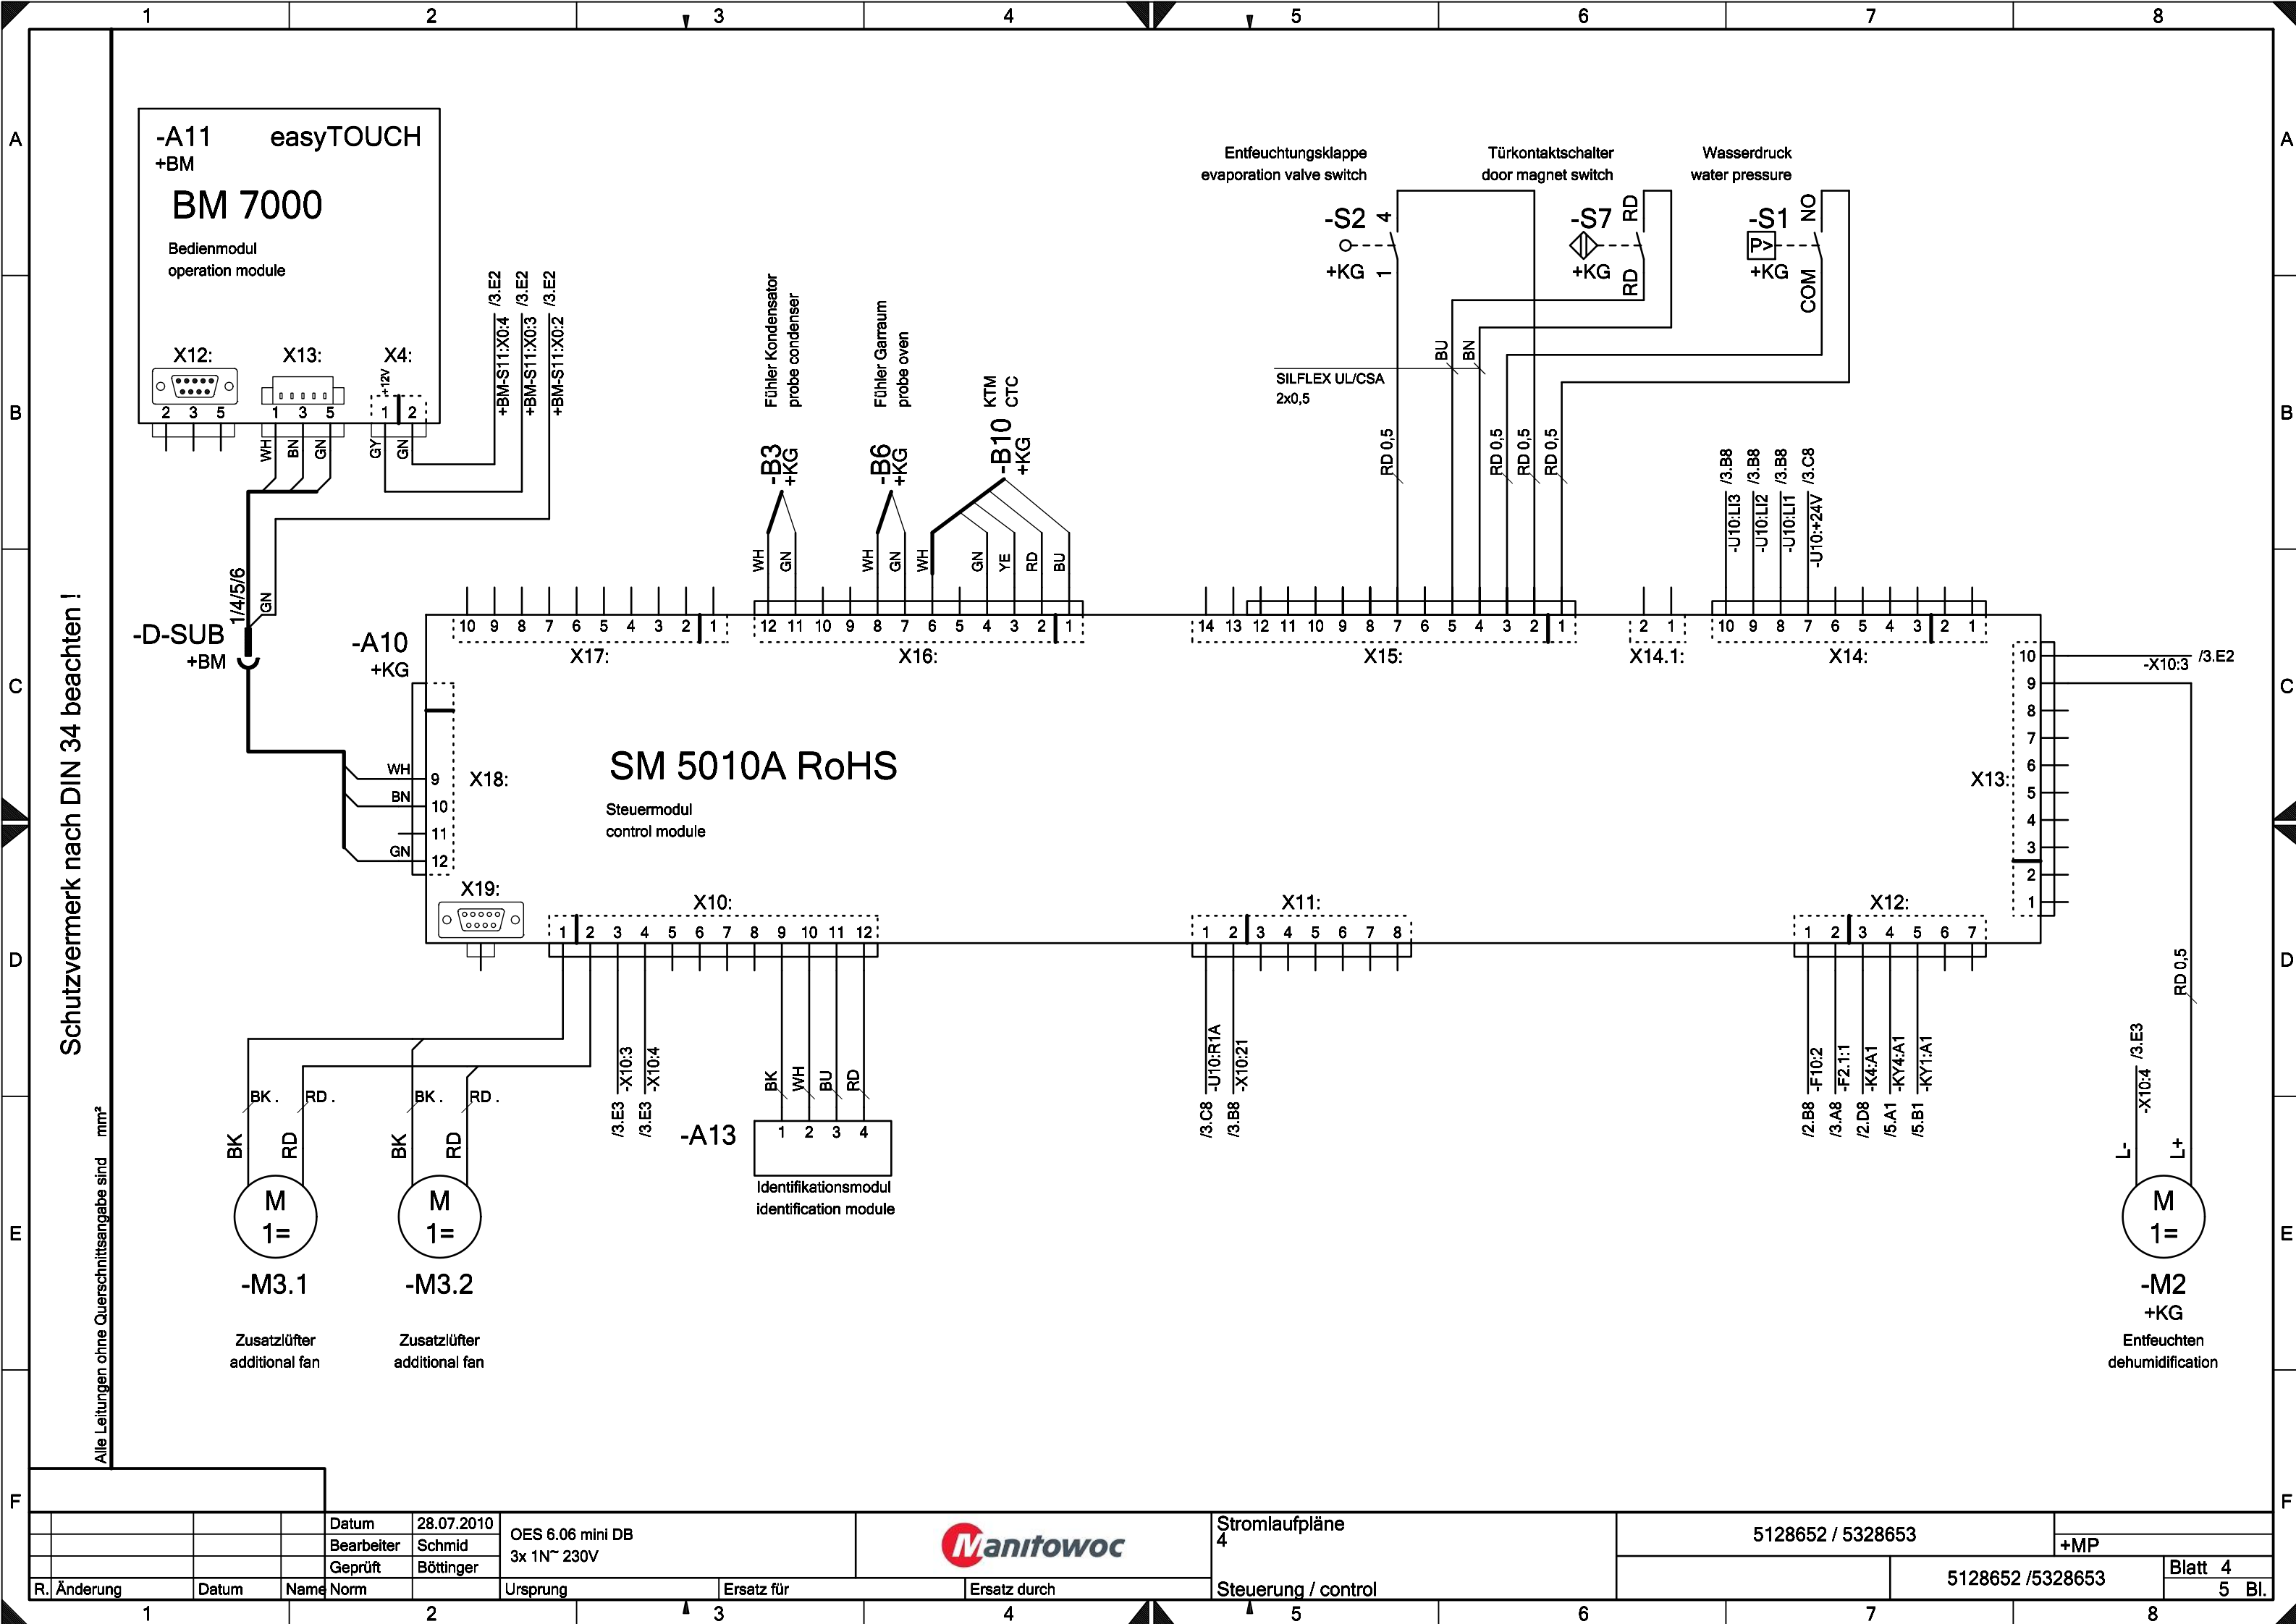 1 2 3 4 5 6 7 8
A
B
C
D
E
F
A
B
C
D
E
F
Schutzvermerk nach DIN 34 beachten !
Alle Leitungen ohne Querschnittsangabe sind mm²
-A11 easyTOUCH
+BM
BM 7000
Bedienmodul
operation module
X12: X13: X4:
+12V
2 3 5 1 3 5 1 2
WH
BN
GN
GY
GN
+BM-S11:X0:4 /3.E2
+BM-S11:X0:3 /3.E2
+BM-S11:X0:2 /3.E2
1/4/5/6
GN
-D-SUB
+BM
-B3
+KG
Fühler Kondensator
probe condenser
-B6
+KG
Fühler Garraum
probe oven
-B10
+KG
KTM
CTC
WH
GN
WH
GN
WH
GN
YE
RD
BU
Entfeuchtungsklappe
evaporation valve switch
-S2
+KG
4
1
Türkontaktschalter
door magnet switch
-S7
+KG
RD
RD
Wasserdruck
water pressure
-S1
P>
+KG
NO
COM
SILFLEX UL/CSA
2x0,5
BU
BN
RD 0,5
RD 0,5
RD 0,5
RD 0,5
-U10:LI3 /3.B8
-U10:LI2 /3.B8
-U10:LI1 /3.B8
-U10:+24V /3.C8
-A10
+KG
10 9 8 7 6 5 4 3 2 1
X17:
12 11 10 9 8 7 6 5 4 3 2 1
X16:
14 13 12 11 10 9 8 7 6 5 4 3 2 1
X15:
2 1
X14.1:
10 9 8 7 6 5 4 3 2 1
X14:
SM 5010A RoHS
Steuermodul
control module
WH 9
BN 10
11
GN 12
X18:
X19:
X13:
10
9
8
7
6
5
4
3
2
1
-X10:3 /3.E2
X10:
1 2 3 4 5 6 7 8 9 10 11 12
X11:
1 2 3 4 5 6 7 8
X12:
1 2 3 4 5 6 7
BK .
RD .
BK .
RD .
BK
RD
BK
RD
M
1=
-M3.1
Zusatzlüfter
additional fan
M
1=
-M3.2
Zusatzlüfter
additional fan
/3.E3 -X10:3
/3.E3 -X10:4
BK
WH
BU
RD
-A13
1 2 3 4
Identifikationsmodul
identification module
/3.C8 -U10:R1A
/3.B8 -X10:21
/2.B8 -F10:2
/3.A8 -F2.1:1
/2.D8 -K4:A1
/5.A1 -KY4:A1
/5.B1 -KY1:A1
RD 0,5
-X10:4 /3.E3
L-
L+
M
1=
-M2
+KG
Entfeuchten
dehumidification
R. Änderung Datum Name
Datum 28.07.2010
Bearbeiter Schmid
Geprüft Böttinger
Norm
OES 6.06 mini DB
3x 1N~ 230V
Ursprung Ersatz für Ersatz durch
Manitowoc
Stromlaufpläne
4
Steuerung / control
5128652 / 5328653
5128652 /5328653
+MP
Blatt 4
5 Bl.
1 2 3 4 5 6 7 8